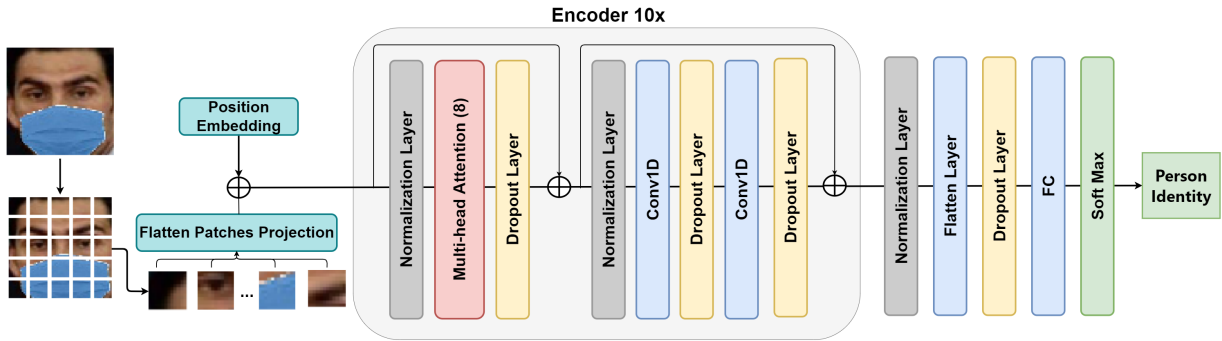 Encoder 10x
Position
Embedding
Flatten Patches Projection
...
Normalization Layer
Multi-head Attention (8)
Dropout Layer
Normalization Layer
Conv1D
Dropout Layer
Conv1D
Dropout Layer
Normalization Layer
Flatten Layer
Dropout Layer
FC
Soft Max
Person
Identity